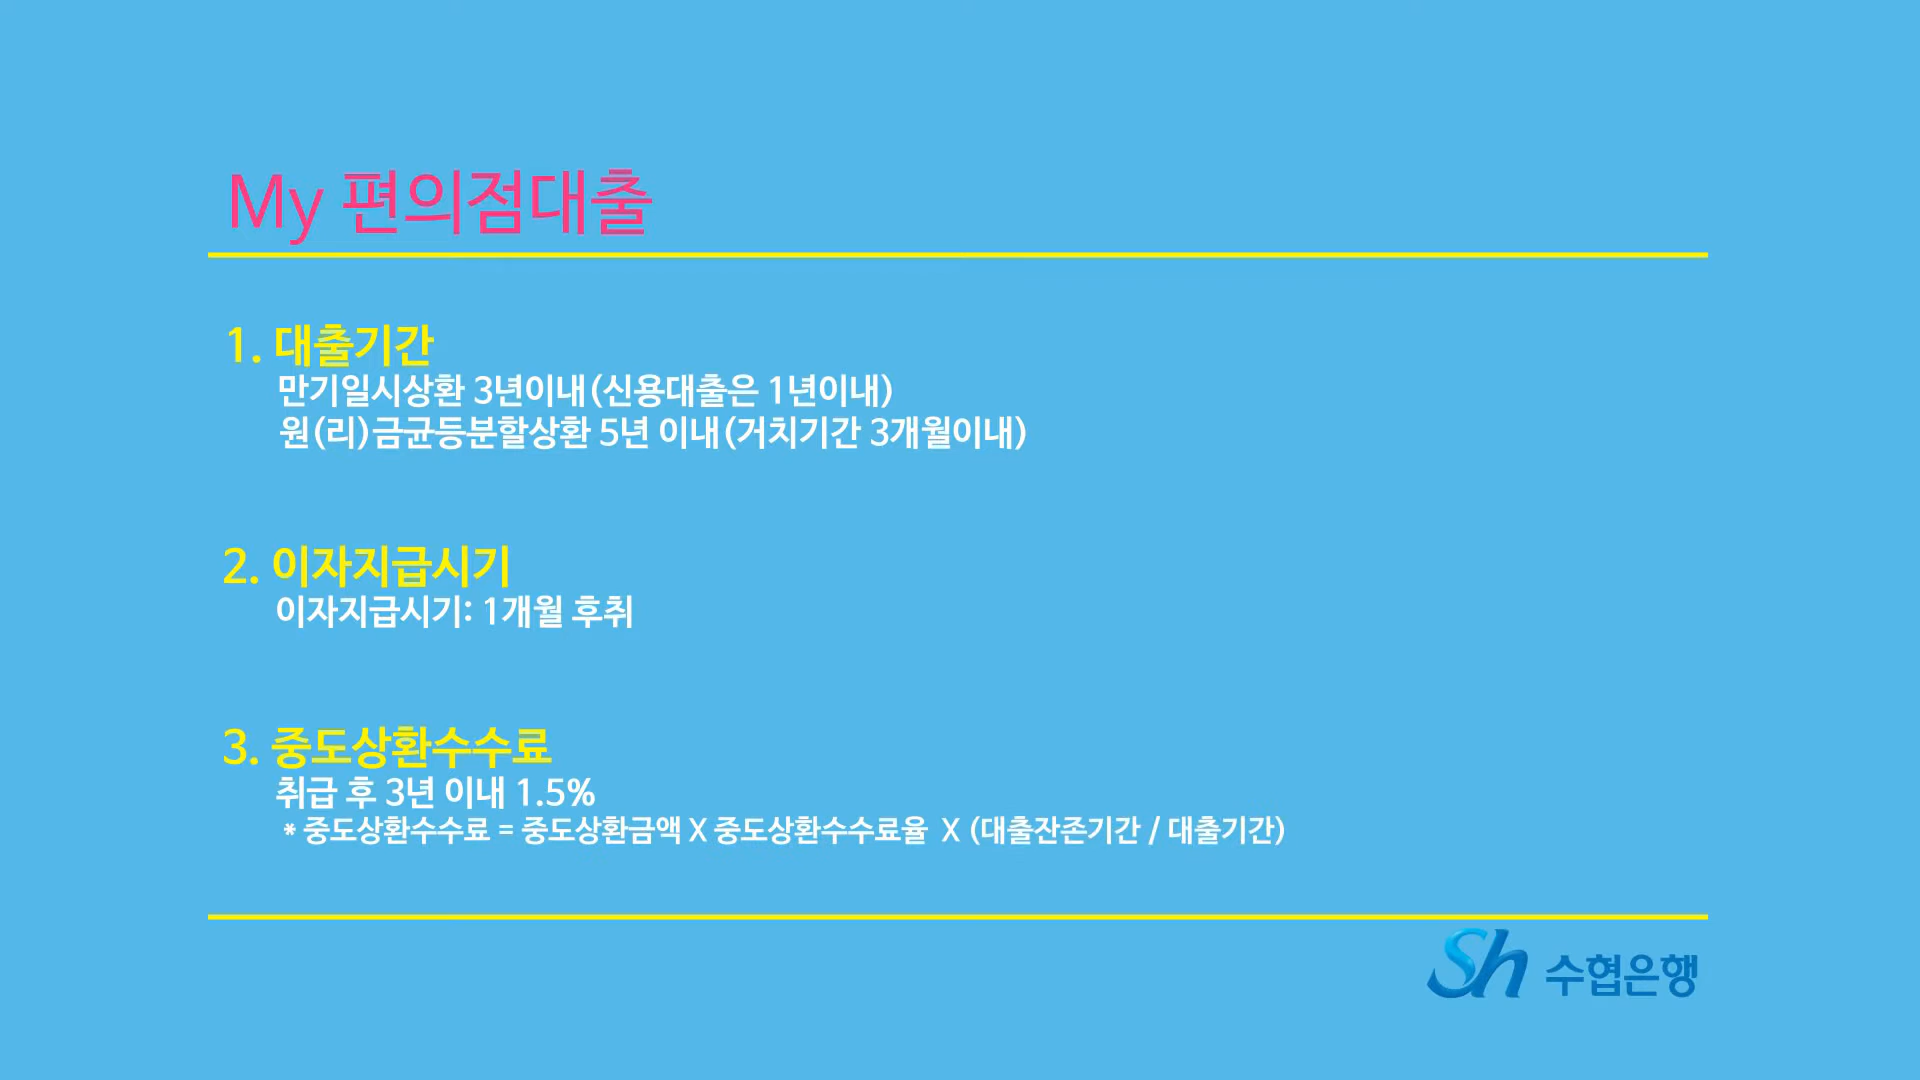 My 편의점대출
1. 대출기간
만기일시상환 3년이내(신용대출은 1년이내)
원(리)금균등분할상환 5년 이내(거치기간 3개월이내)
2. 이자지급시기
이자지급시기: 1개월 후취
3. 중도상환수수료
취급 후 3년 이내 1.5%
* 중도상환수수료 = 중도상환금액 X 중도상환수수료율 X (대출잔존기간 / 대출기간)
Sh 수협은행